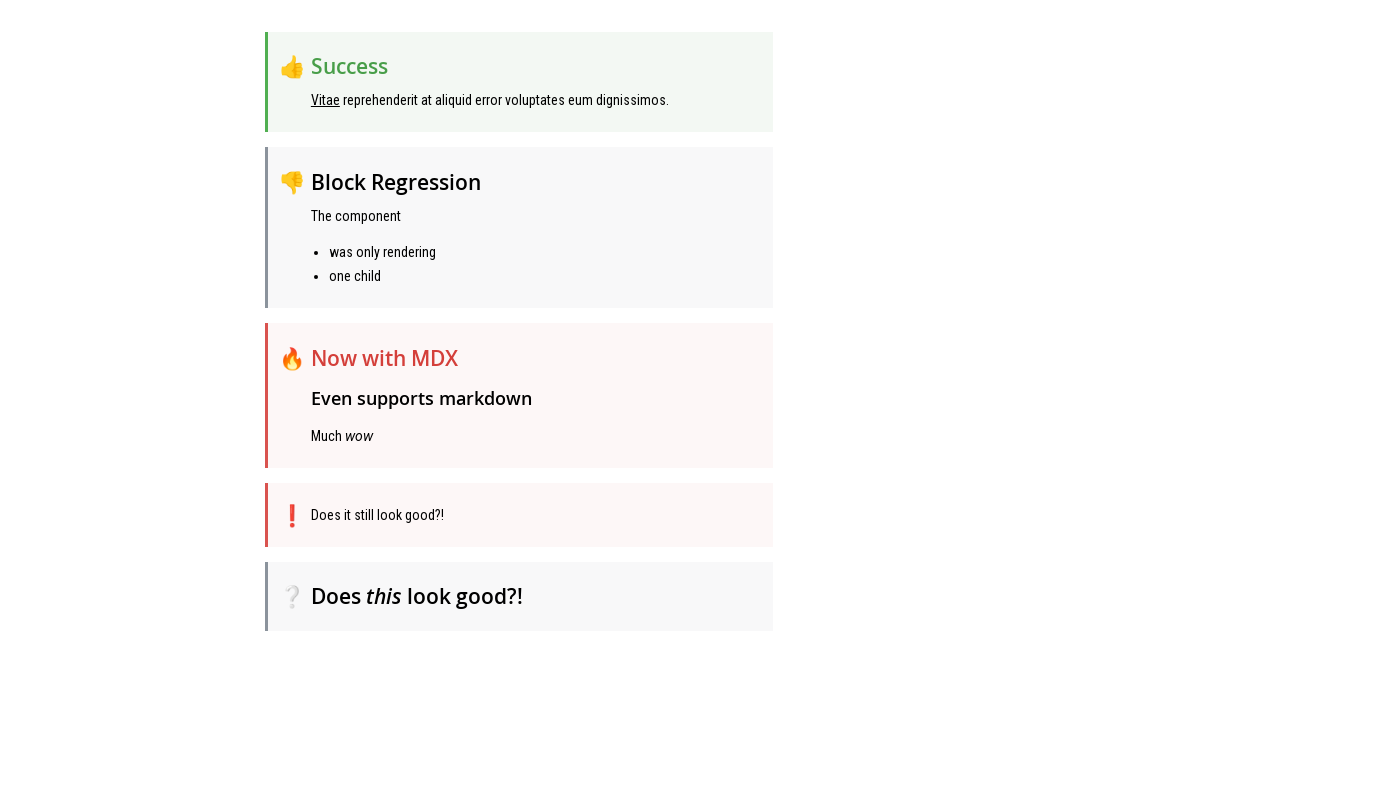 👍 Success
Vitae reprehenderit at aliquid error voluptates eum dignissimos.
👎 Block Regression
The component
• was only rendering
• one child
🔥 Now with MDX
Even supports markdown
Much wow
❗ Does it still look good?!
❔ Does this look good?!